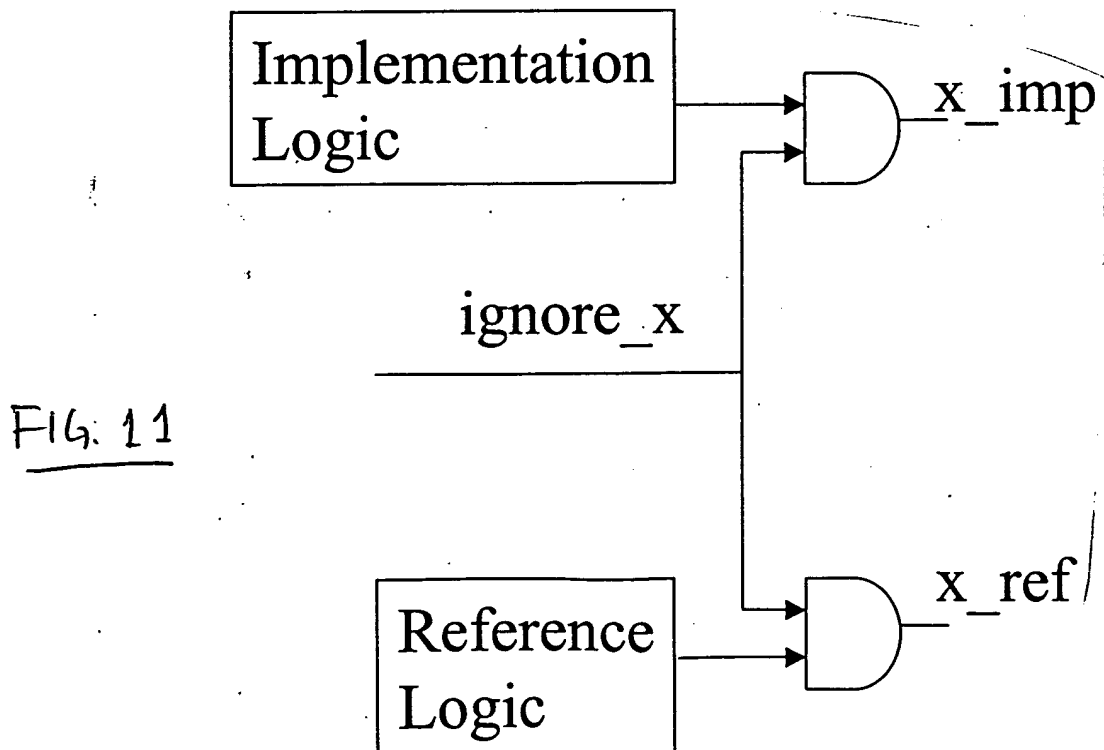 Implementation
Logic
x_imp
ignore_x
FIG. 11
x_ref
Reference
Logic